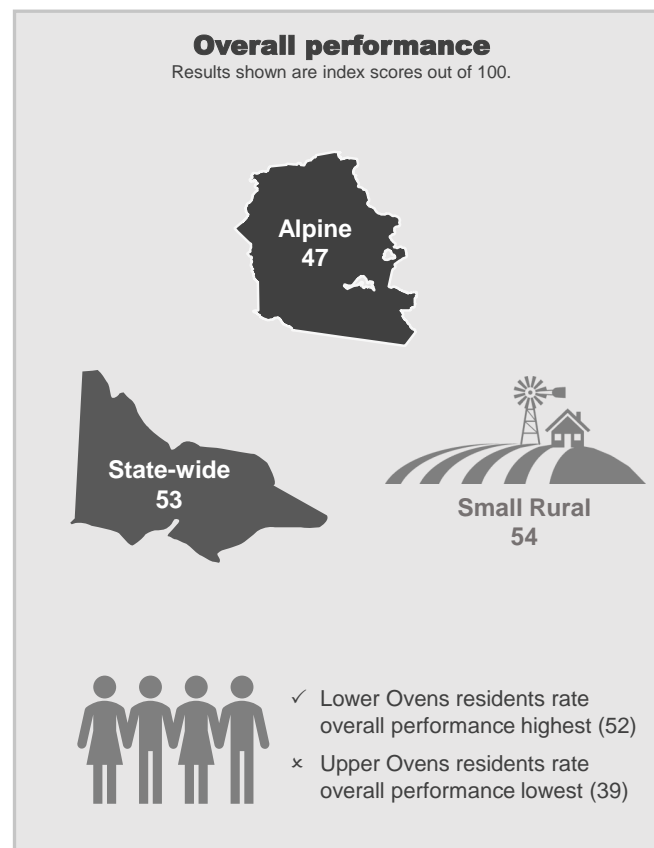 Overall performance
Results shown are index scores out of 100.
Alpine
47
State-wide
53
Small Rural
54
✓ Lower Ovens residents rate
overall performance highest (52)
× Upper Ovens residents rate
overall performance lowest (39)